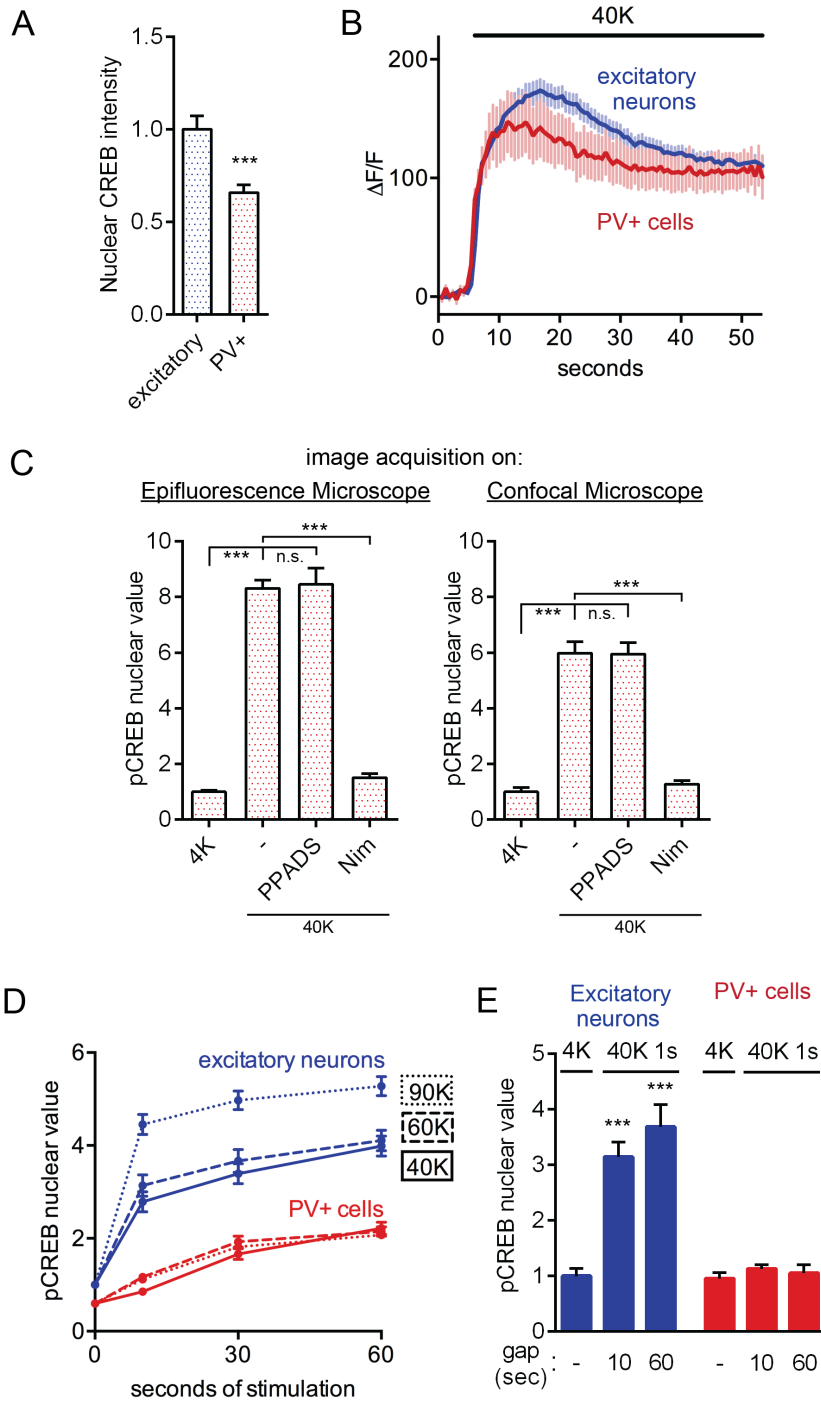 A
1.5
1.0
0.5
0.0
Nuclear CREB intensity
***
excitatory
PV+
B
40K
200
100
0
ΔF/F
excitatory
neurons
PV+ cells
0 10 20 30 40 50
seconds
C
image acquisition on:
Epifluorescence Microscope
10
8
6
4
2
0
pCREB nuclear value
***
*** n.s.
4K
-
PPADS
Nim
40K
Confocal Microscope
10
8
6
4
2
0
pCREB nuclear value
***
*** n.s.
4K
-
PPADS
Nim
40K
D
6
4
2
0
pCREB nuclear value
excitatory neurons
90K
60K
40K
PV+ cells
0 30 60
seconds of stimulation
E
Excitatory
neurons
PV+ cells
4K 40K 1s 4K 40K 1s
5
4
3
2
1
0
pCREB nuclear value
***
***
gap
(sec)
: - 10 60 - 10 60